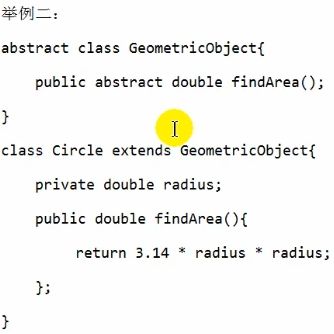 举例二：
abstract class GeometricObject{
public abstract double findArea();
}
class Circle extends GeometricObject{
private double radius;
public double findArea(){
return 3.14 * radius * radius;
};
}